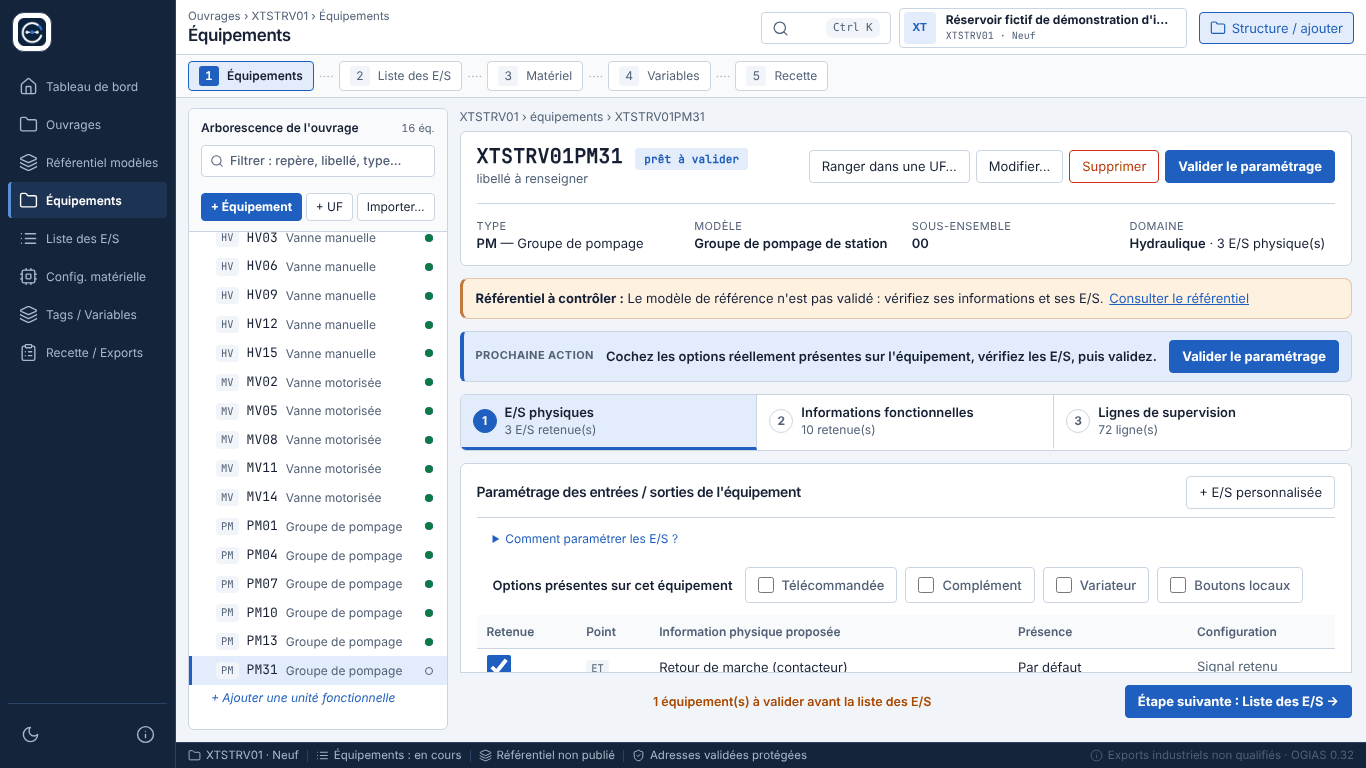 Ouvrages › XTSTRV01 › Équipements
Équipements
Ctrl K
XT
Réservoir fictif de démonstration d'i...
XTSTRV01 · Neuf
Structure / ajouter
Tableau de bord
Ouvrages
Référentiel modèles
Équipements
Liste des E/S
Config. matérielle
Tags / Variables
Recette / Exports
1 Équipements
2 Liste des E/S
3 Matériel
4 Variables
5 Recette
Arborescence de l'ouvrage 16 éq.
Filtrer : repère, libellé, type...
+ Équipement
+ UF
Importer...
HV HV03 Vanne manuelle
HV HV06 Vanne manuelle
HV HV09 Vanne manuelle
HV HV12 Vanne manuelle
HV HV15 Vanne manuelle
MV MV02 Vanne motorisée
MV MV05 Vanne motorisée
MV MV08 Vanne motorisée
MV MV11 Vanne motorisée
MV MV14 Vanne motorisée
PM PM01 Groupe de pompage
PM PM04 Groupe de pompage
PM PM07 Groupe de pompage
PM PM10 Groupe de pompage
PM PM13 Groupe de pompage
PM PM31 Groupe de pompage
+ Ajouter une unité fonctionnelle
XTSTRV01 › équipements › XTSTRV01PM31
XTSTRV01PM31 prêt à valider
libellé à renseigner
Ranger dans une UF...
Modifier...
Supprimer
Valider le paramétrage
TYPE
PM — Groupe de pompage
MODÈLE
Groupe de pompage de station
SOUS-ENSEMBLE
00
DOMAINE
Hydraulique · 3 E/S physique(s)
Référentiel à contrôler : Le modèle de référence n'est pas validé : vérifiez ses informations et ses E/S. Consulter le référentiel
PROCHAINE ACTION Cochez les options réellement présentes sur l'équipement, vérifiez les E/S, puis validez. Valider le paramétrage
1 E/S physiques
3 E/S retenue(s)
2 Informations fonctionnelles
10 retenue(s)
3 Lignes de supervision
72 ligne(s)
Paramétrage des entrées / sorties de l'équipement
+ E/S personnalisée
Comment paramétrer les E/S ?
Options présentes sur cet équipement Télécommandée Complément Variateur Boutons locaux
Retenue Point Information physique proposée Présence Configuration
ET Retour de marche (contacteur) Par défaut Signal retenu
1 équipement(s) à valider avant la liste des E/S
Étape suivante : Liste des E/S →
XTSTRV01 · Neuf
Équipements : en cours
Référentiel non publié
Adresses validées protégées
Exports industriels non qualifiés · OGIAS 0.32